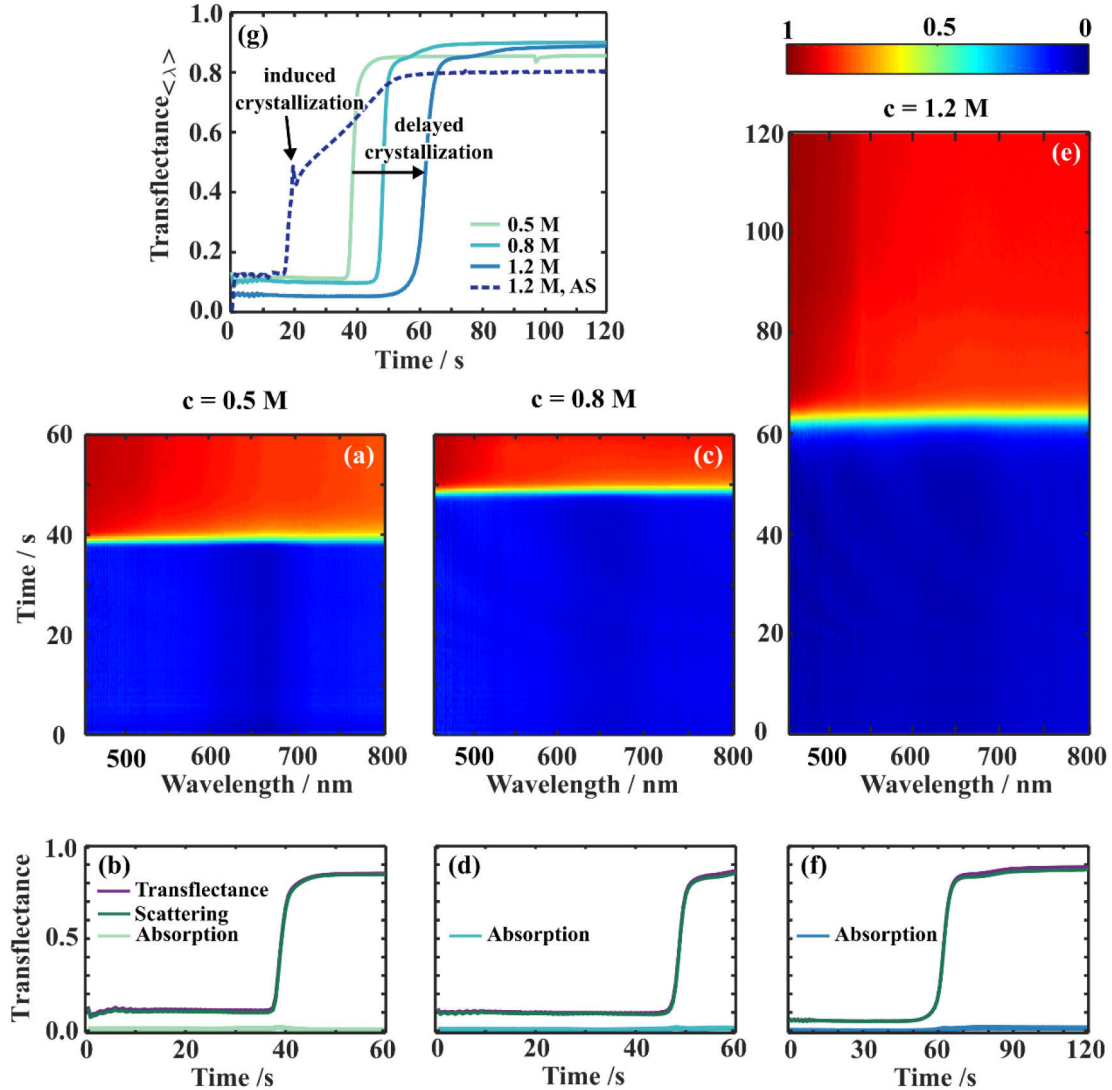 (g)
1.0
0.8
0.6
0.4
0.2
0.0
Transflectance<λ>
induced
crystallization
delayed
crystallization
0.5 M
0.8 M
1.2 M
1.2 M, AS
0 20 40 60 80 100 120
Time / s
1 0.5 0
c = 1.2 M
(e)
120
100
80
60
40
20
0
500 600 700 800
Wavelength / nm
c = 0.5 M
(a)
60
40
20
0
Time / s
500 600 700 800
Wavelength / nm
c = 0.8 M
(c)
500 600 700 800
Wavelength / nm
(b)
1.0
0.5
0.0
Transflectance
Transflectance
Scattering
Absorption
0 20 40 60
Time /s
(d)
Absorption
0 20 40 60
Time /s
(f)
Absorption
0 30 60 90 120
Time /s